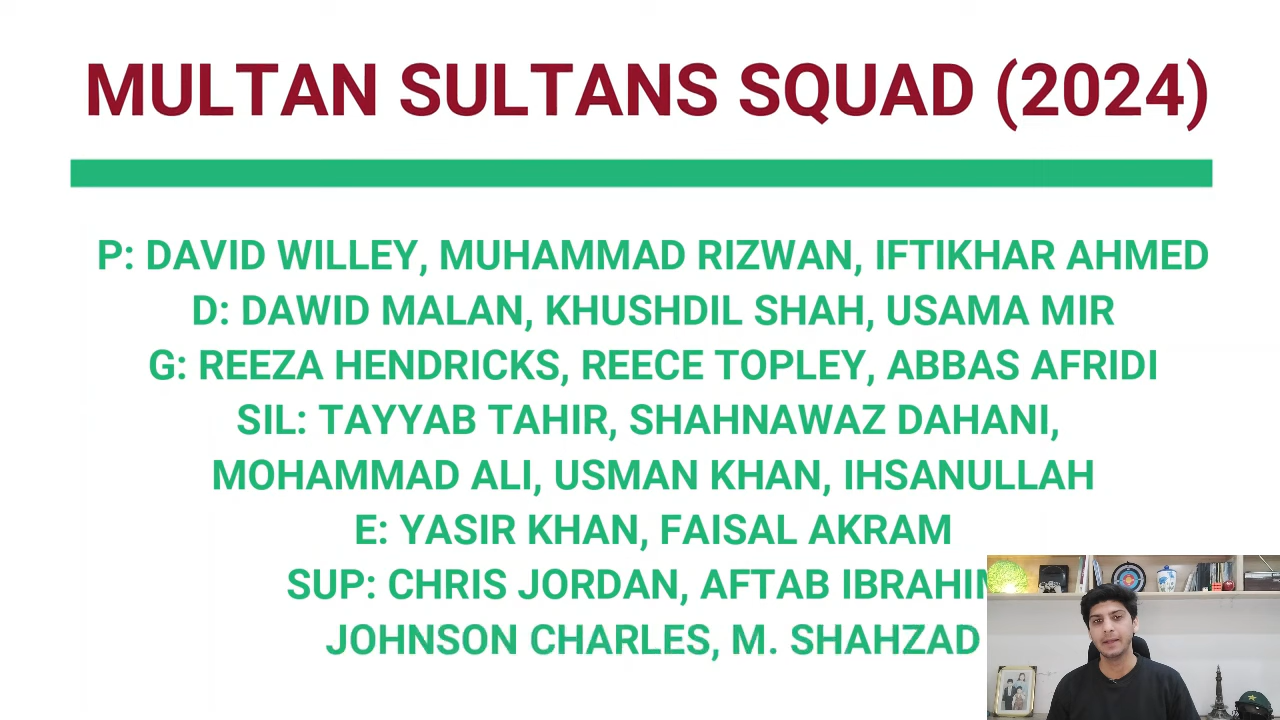 MULTAN SULTANS SQUAD (2024)
P: DAVID WILLEY, MUHAMMAD RIZWAN, IFTIKHAR AHMED
D: DAWID MALAN, KHUSHDIL SHAH, USAMA MIR
G: REEZA HENDRICKS, REECE TOPLEY, ABBAS AFRIDI
SIL: TAYYAB TAHIR, SHAHNAWAZ DAHANI,
MOHAMMAD ALI, USMAN KHAN, IHSANULLAH
E: YASIR KHAN, FAISAL AKRAM
SUP: CHRIS JORDAN, AFTAB
JOHNSON CHARLES, M. SHAHZAD